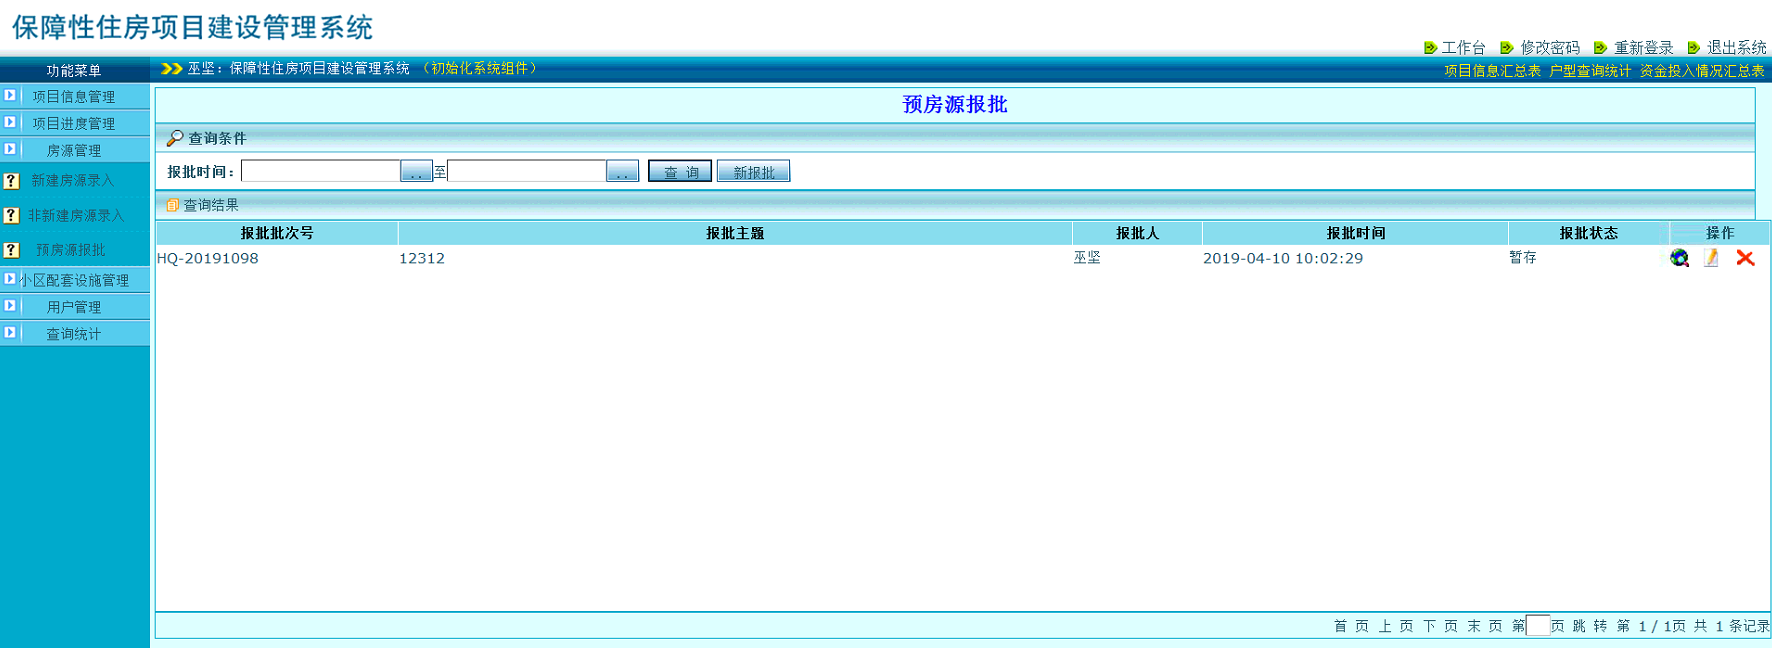 保障性住房项目建设管理系统
工作台 修改密码 重新登录 退出系统
功能菜单
巫坚：保障性住房项目建设管理系统 （初始化系统组件）
项目信息汇总表 户型查询统计 资金投入情况汇总表
项目信息管理
项目进度管理
房源管理
新建房源录入
非新建房源录入
预房源报批
小区配套设施管理
用户管理
查询统计
预房源报批
查询条件
报批时间： .. 至 .. 查 询 新报批
查询结果
报批批次号 报批主题 报批人 报批时间 报批状态 操作
HQ-20191098 12312 巫坚 2019-04-10 10:02:29 暂存
首 页 上 页 下 页 末 页 第 页 跳 转 第 1 / 1页 共 1 条记录